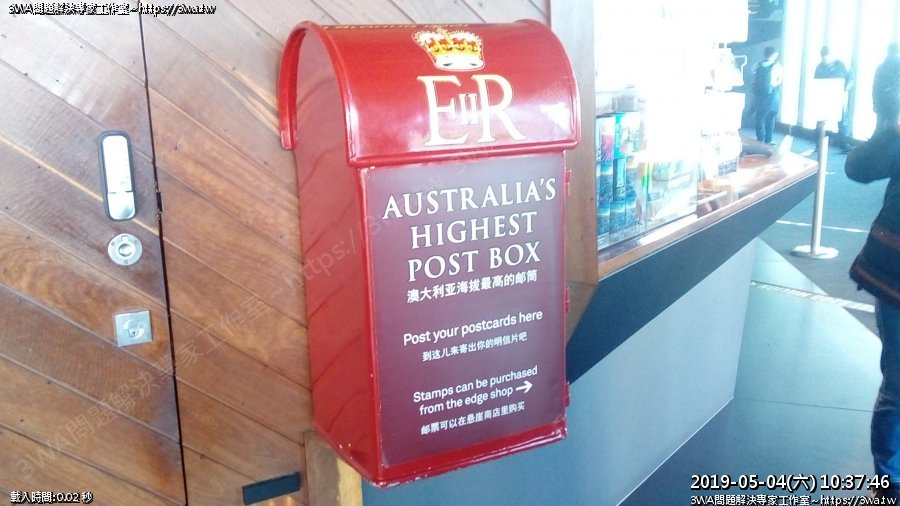 3WA問題解決專家工作室~https://3wa.tw
EIIR
AUSTRALIA'S
HIGHEST
POST BOX
澳大利亚海拔最高的邮筒
Post your postcards here
到这儿来寄出你的明信片吧
Stamps can be purchased
from the edge shop →
邮票可以在悬崖商店里购买
載入時間:0.02 秒
2019-05-04(六) 10:37:46
3WA問題解決專家工作室~https://3wa.tw